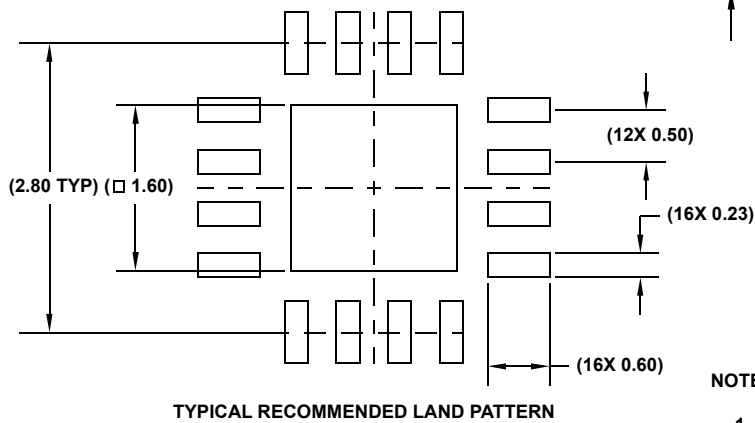 (12X 0.50)
(2.80 TYP) (□ 1.60)
(16X 0.23)
(16X 0.60)
NOTE
TYPICAL RECOMMENDED LAND PATTERN